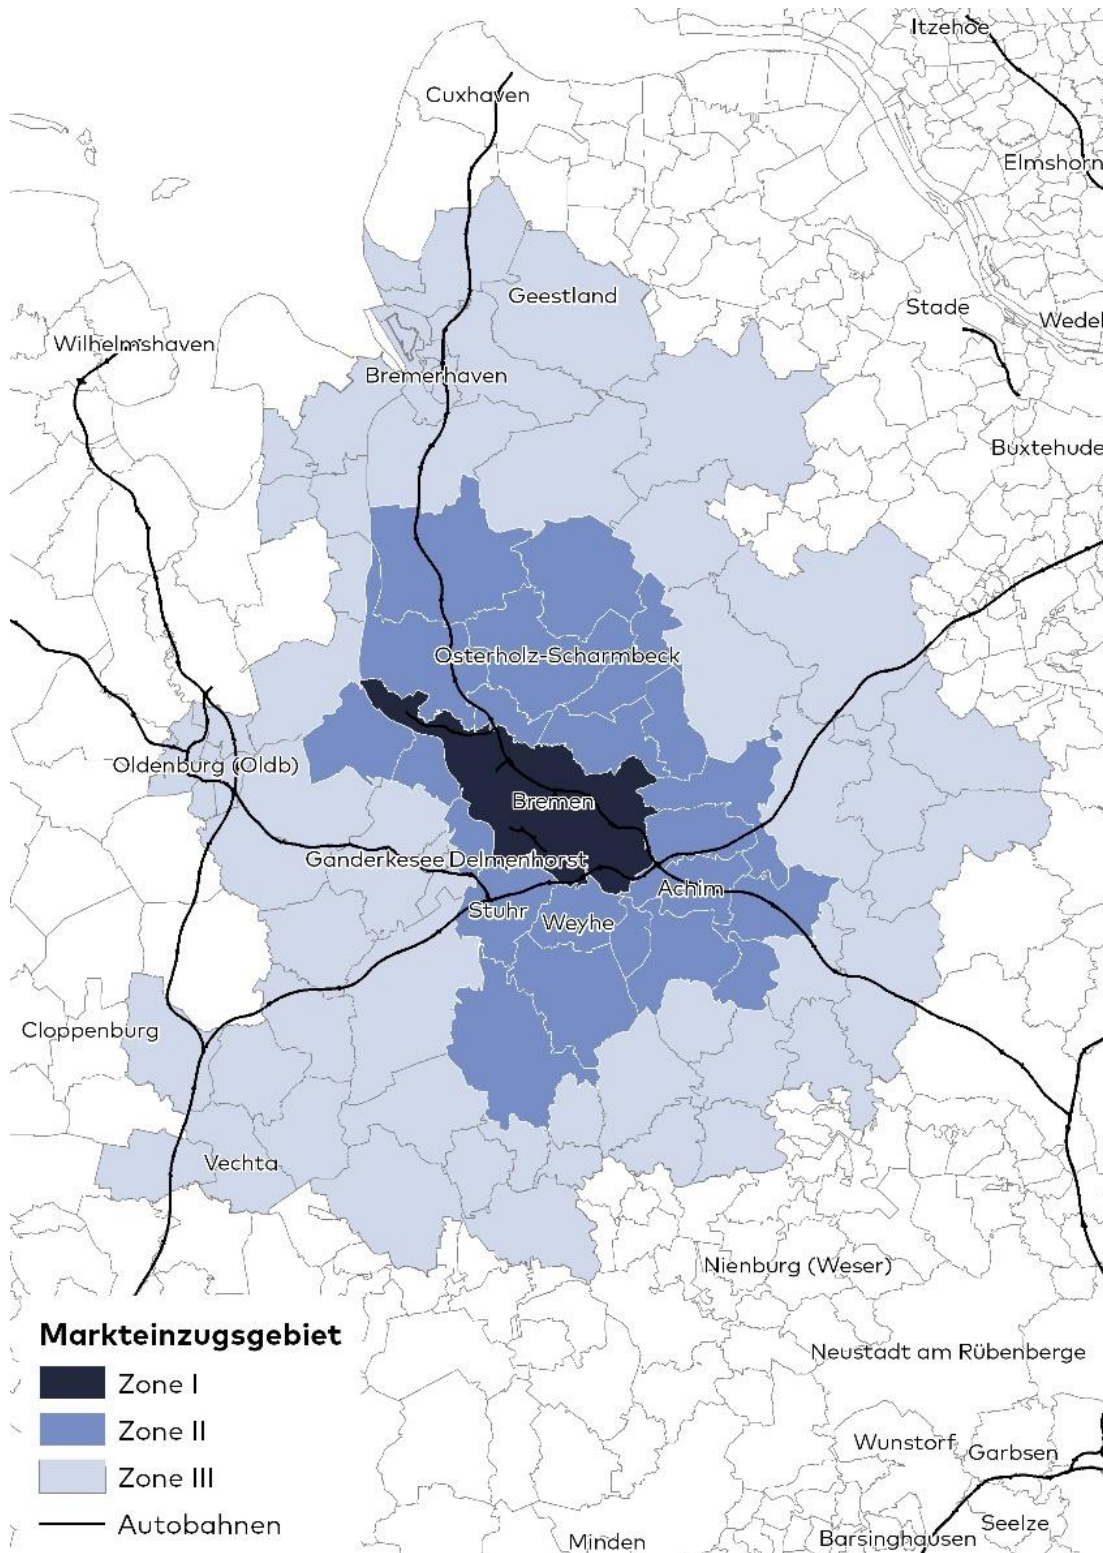 Itzehoe
Cuxhaven
Elmshorn
Geestland
Stade
Wedel
Wilhelmshaven
Bremerhaven
Buxtehude
Osterholz-Scharmbeck
Oldenburg (Oldb)
Bremen
Ganderkesee Delmenhorst
Achim
Stuhr
Weyhe
Cloppenburg
Vechta
Nienburg (Weser)
Markteinzugsgebiet
Neustadt am Rübenberge
Zone I
Zone II
Wunstorf
Garbsen
Zone III
Autobahnen
Seelze
Barsinghausen
Minden